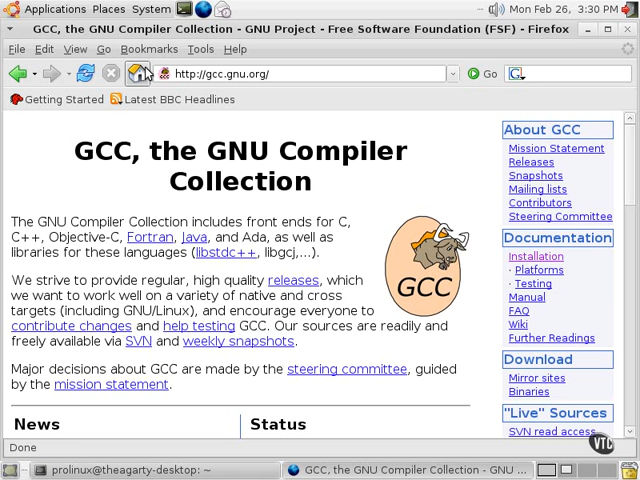 Applications Places System Mon Feb 26, 3:30 PM
GCC, the GNU Compiler Collection - GNU Project - Free Software Foundation (FSF) - Firefox
File Edit View Go Bookmarks Tools Help
http://gcc.gnu.org/ Go G
Getting Started Latest BBC Headlines
GCC, the GNU Compiler
Collection
The GNU Compiler Collection includes front ends for C,
C++, Objective-C, Fortran, Java, and Ada, as well as
libraries for these languages (libstdc++, libgcj,...).
We strive to provide regular, high quality releases, which
we want to work well on a variety of native and cross
targets (including GNU/Linux), and encourage everyone to
contribute changes and help testing GCC. Our sources are readily and
freely available via SVN and weekly snapshots.
Major decisions about GCC are made by the steering committee, guided
by the mission statement.
GCC
News Status
About GCC
Mission Statement
Releases
Snapshots
Mailing lists
Contributors
Steering Committee
Documentation
Installation
· Platforms
· Testing
Manual
FAQ
Wiki
Further Readings
Download
Mirror sites
Binaries
"Live" Sources
SVN read access
VTC
Done
prolinux@theagarty-desktop: ~ GCC, the GNU Compiler Collection - GNU ...